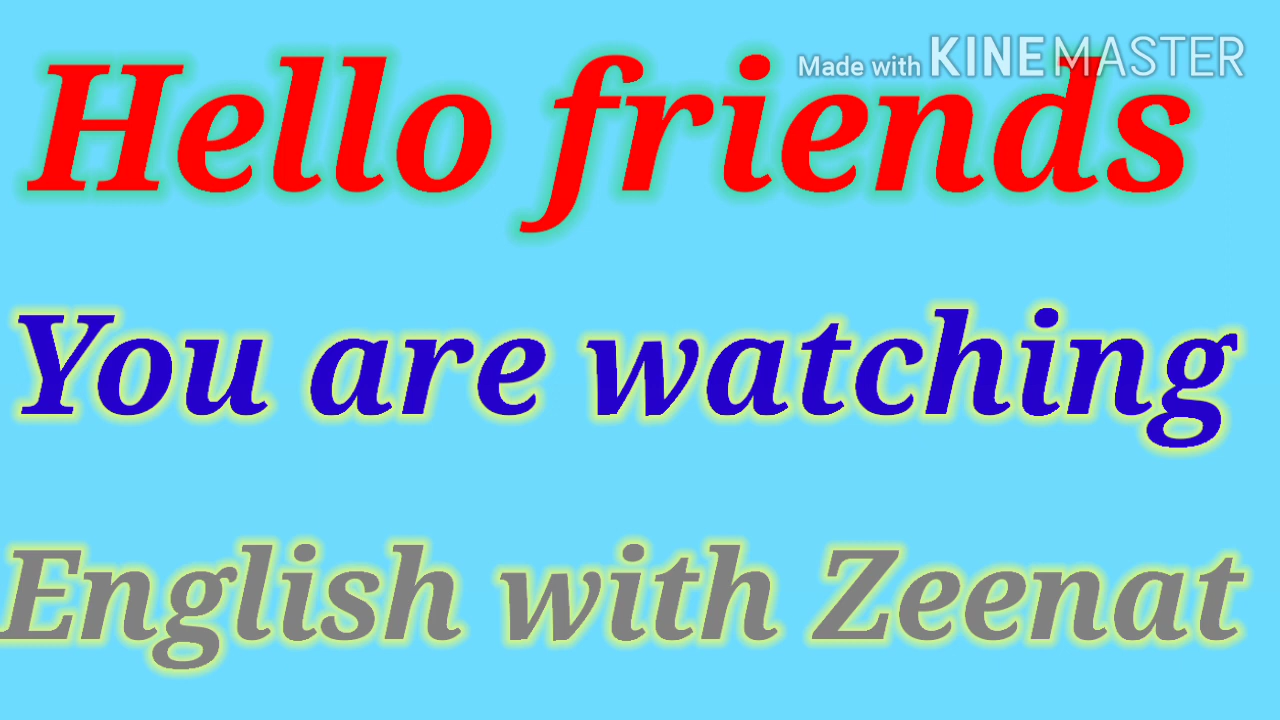 Made with KINEMASTER
Hello friends
You are watching
English with Zeenat